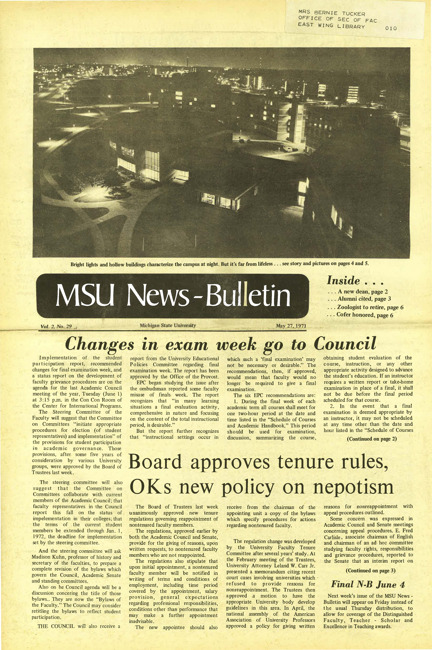 MRS BERNIE TUCKER
OFFICE OF SEC OF FAC
EAST WING LIBRARY 010
Bright lights and hollow buildings characterize the campus at night. But it's far from lifeless . . . see story and pictures on pages 4 and 5.
MSU News-Bulletin
Inside . . .
. . . A new dean, page 2
. . . Alumni cited, page 3
. . . Zoologist to retire, page 6
. . . Cofer honored, page 6
Vol. 2, No. 29
Michigan State University
May 27, 1971
Changes in exam week go to Council
Implementation of the student
participation report, recommended
changes for final examination week, and
a status report on the development of
faculty grievance procedures are on the
agenda for the last Academic Council
meeting of the year, Tuesday (June 1)
at 3:15 p.m. in the Con Con Room of
the Center for International Programs.
The Steering Committee of the
Faculty will suggest that the Committee
on Committees "initiate appropriate
procedures for election (of student
representatives) and implementation" of
the provisions for student participation
in academic governance. Those
provisions, after some five years of
consideration by various University
groups, were approved by the Board of
Trustees last week.
The steering committee will also
suggest that the Committee on
Committees collaborate with current
members of the Academic Council; that
faculty representatives in the Council
report this fall on the status of
implementation in their colleges; that
the terms of the current student
members be extended through Jan. 1,
1972, the deadline for implementation
set by the steering committee.
And the steering committee will ask
Madison Kuhn, professor of history and
secretary of the faculties, to prepare a
complete revision of the bylaws which
govern the Council, Academic Senate
and standing committees.
Also on he Council agenda will be a
discussion concerning the title of those
bylaws. They are now the "Bylaws of
the Faculty." The Council may consider
retitling the bylaws to reflect student
participation.
THE COUNCIL will also receive a
report from the University Educational
Policies Committee regarding final
examination week. The report has been
approved by the Office of the Provost.
EPC began studying the issue after
the ombudsman reported some faculty
misuse of finals week. The report
recognizes that "in many learning
situations a final evaluation activity,
comprehensive in nature and focusing
on the content of the total instructional
period, is desirable."
But the report further recognizes
that "instructional settings occur in
which such a 'final examination' may
not be necessary or desirable." The
recommendations, then, if approved,
would mean that faculty would no
longer be required to give a final
examination.
The six EPC recommendations are:
1. During the final week of each
academic term all courses shall meet for
one two-hour period at the date and
time listed in the "Schedule of Courses
and Academic Handbook." This period
should be used for examination,
discussion, summarizing the course,
obtaining student evaluation of the
course, instruction, or any other
appropriate activity designed to advance
the student's education. If an instructor
requires a written report or take-home
examination in place of a final, it shall
not be due before the final period
scheduled for that course.
2. In the event that a final
examination is deemed appropriate by
an instructor, it may not be scheduled
at any time other than the date and
hour listed in the "Schedule of Courses
(Continued on page 2)
Board approves tenure rules,
OKs new policy on nepotism
The Board of Trustees last week
unanimously approved new tenure
regulations governing reappointment of
nontenured faculty members.
The regulations, approved earlier by
both the Academic Council and Senate,
provide for the giving of reasons, upon
written requests, to nontenured faculty
members who are not reappointed.
The regulations also stipulate that
upon initial appointment, a nontenured
faculty member will be notified in
writing of terms and conditions of
employment, including time period
covered by the appointment, salary
provision, general expectations
regarding professional responsibilities,
conditions other than performance that
may make a further appointment
inadvisable.
The new appointee should also
receive from the chairman of the
appointing unit a copy of the bylaws
which specify procedures for actions
regarding nontenured faculty.
The regulation change was developed
by the University Faculty Tenure
Committee after several years' study. At
the February meeting of the Trustees,
University Attorney Leland W. Carr Jr.
presented a memorandum citing recent
court cases involving universities which
refused to provide reasons for
nonreappointment. The Trustees then
approved a motion to have the
appropriate University body develop
guidelines in this area. In April, the
national assembly of the American
Association of University Professors
approved a policy for giving written
reasons for nonreappointment with
appeal procedures outlined.
Some concern was expressed in
Academic Council and Senate meetings
concerning appeal procedures. E. Fred
Carlisle, associate chairman of English
and chairman of an ad hoc committee
studying faculty rights, responsibilities
and grievance procedures, reported to
the Senate that an interim report on
(Continued on page 3)
Final N-B June 4
Next week's issue of the MSU News-
Bulletin will appear on Friday instead of
the usual Thursday distribution, to
allow for coverage of the Distinguished
Faculty, Teacher - Scholar and
Excellence in Teaching awards.